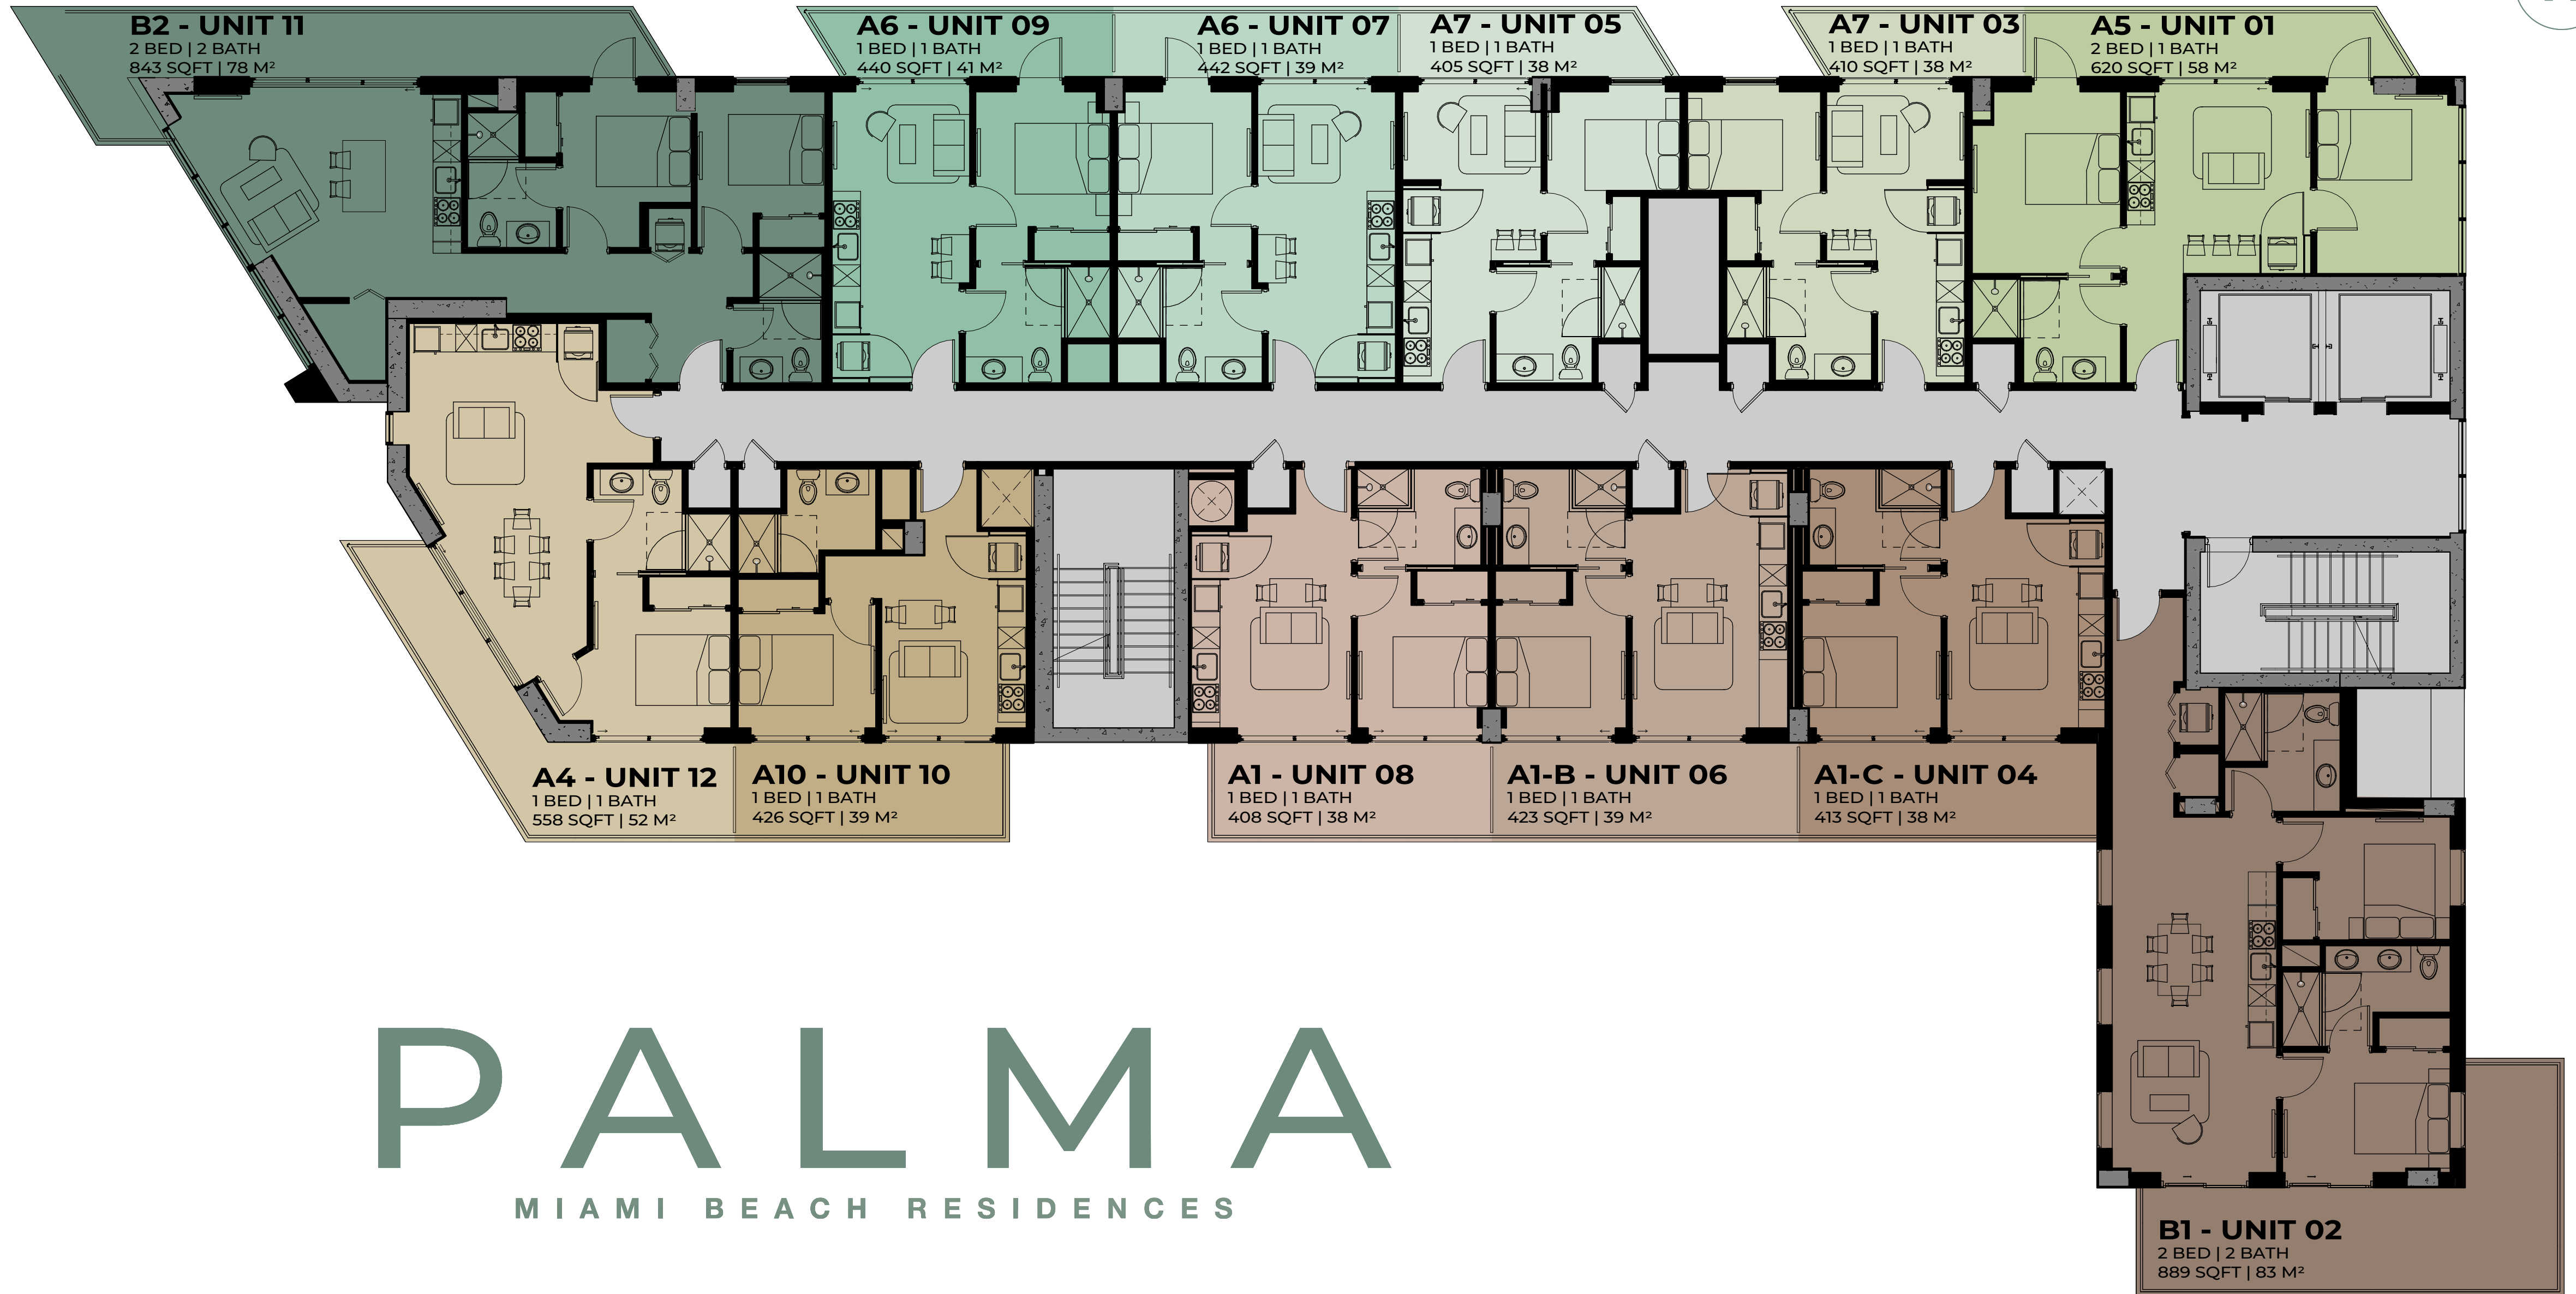 B2 - UNIT 11
2 BED | 2 BATH
843 SQFT | 78 M²
A6 - UNIT 09
1 BED | 1 BATH
440 SQFT | 41 M²
A6 - UNIT 07
1 BED | 1 BATH
442 SQFT | 39 M²
A7 - UNIT 05
1 BED | 1 BATH
405 SQFT | 38 M²
A7 - UNIT 03
1 BED | 1 BATH
410 SQFT | 38 M²
A5 - UNIT 01
2 BED | 1 BATH
620 SQFT | 58 M²
A4 - UNIT 12
1 BED | 1 BATH
558 SQFT | 52 M²
A10 - UNIT 10
1 BED | 1 BATH
426 SQFT | 39 M²
A1 - UNIT 08
1 BED | 1 BATH
408 SQFT | 38 M²
A1-B - UNIT 06
1 BED | 1 BATH
423 SQFT | 39 M²
A1-C - UNIT 04
1 BED | 1 BATH
413 SQFT | 38 M²
B1 - UNIT 02
2 BED | 2 BATH
889 SQFT | 83 M²
PALMA
MIAMI BEACH RESIDENCES